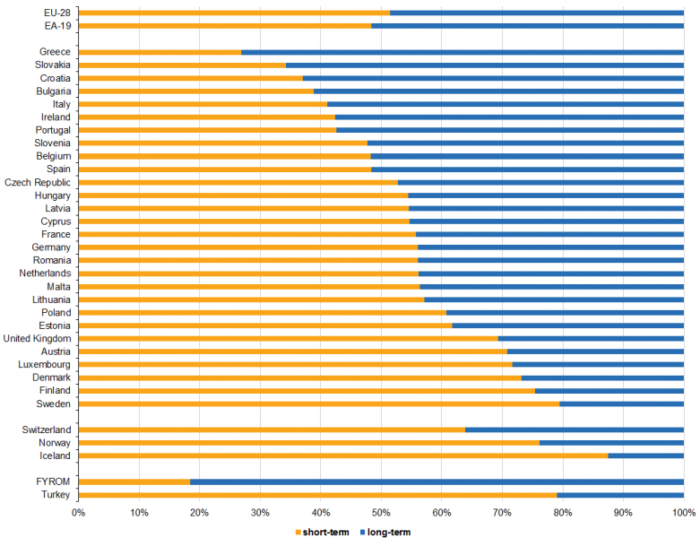 EU-28
EA-19
Greece
Slovakia
Croatia
Bulgaria
Italy
Ireland
Portugal
Slovenia
Belgium
Spain
Czech Republic
Hungary
Latvia
Cyprus
France
Germany
Romania
Netherlands
Malta
Lithuania
Poland
Estonia
United Kingdom
Austria
Luxembourg
Denmark
Finland
Sweden
Switzerland
Norway
Iceland
FYROM
Turkey
0% 10% 20% 30% 40% 50% 60% 70% 80% 90% 100%
short-term long-term